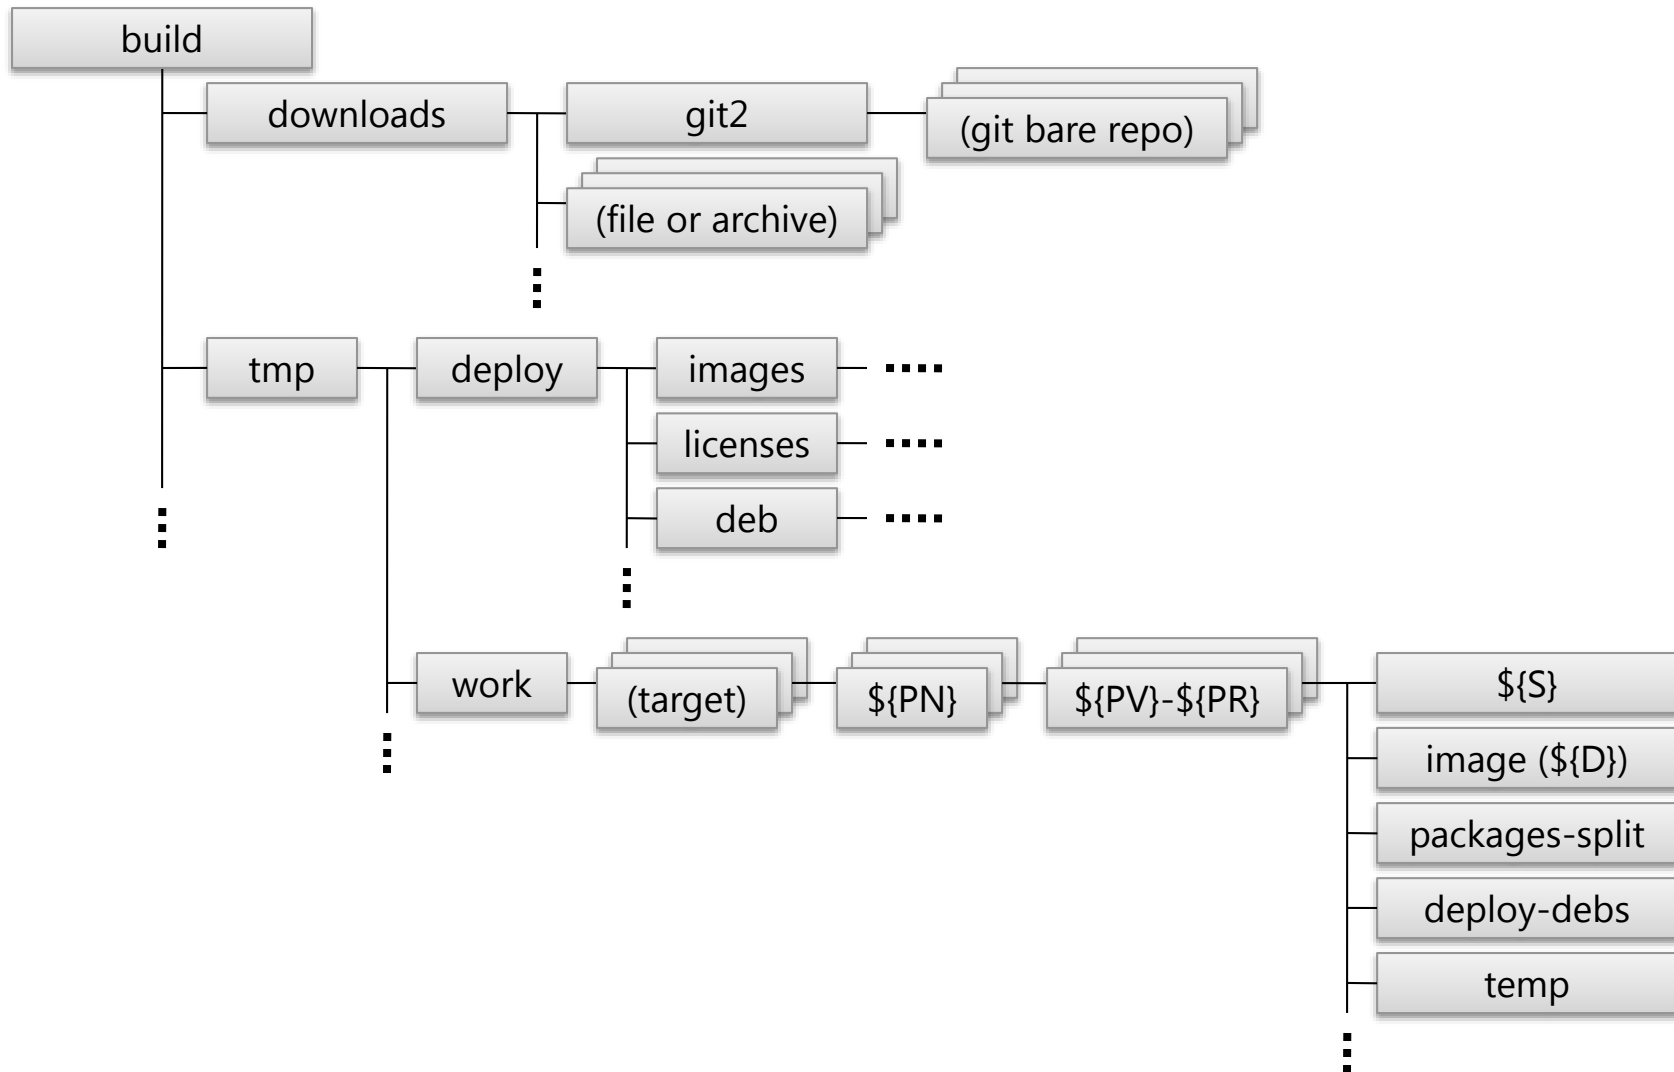 build
downloads
git2
(git bare repo)
(file or archive)
tmp
deploy
images
licenses
deb
work
(target)
${PN}
${PV}-${PR}
${S}
image (${D})
packages-split
deploy-debs
temp